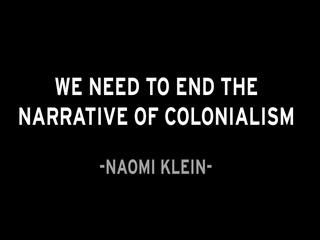 WE NEED TO END THE
NARRATIVE OF COLONIALISM
-NAOMI KLEIN-